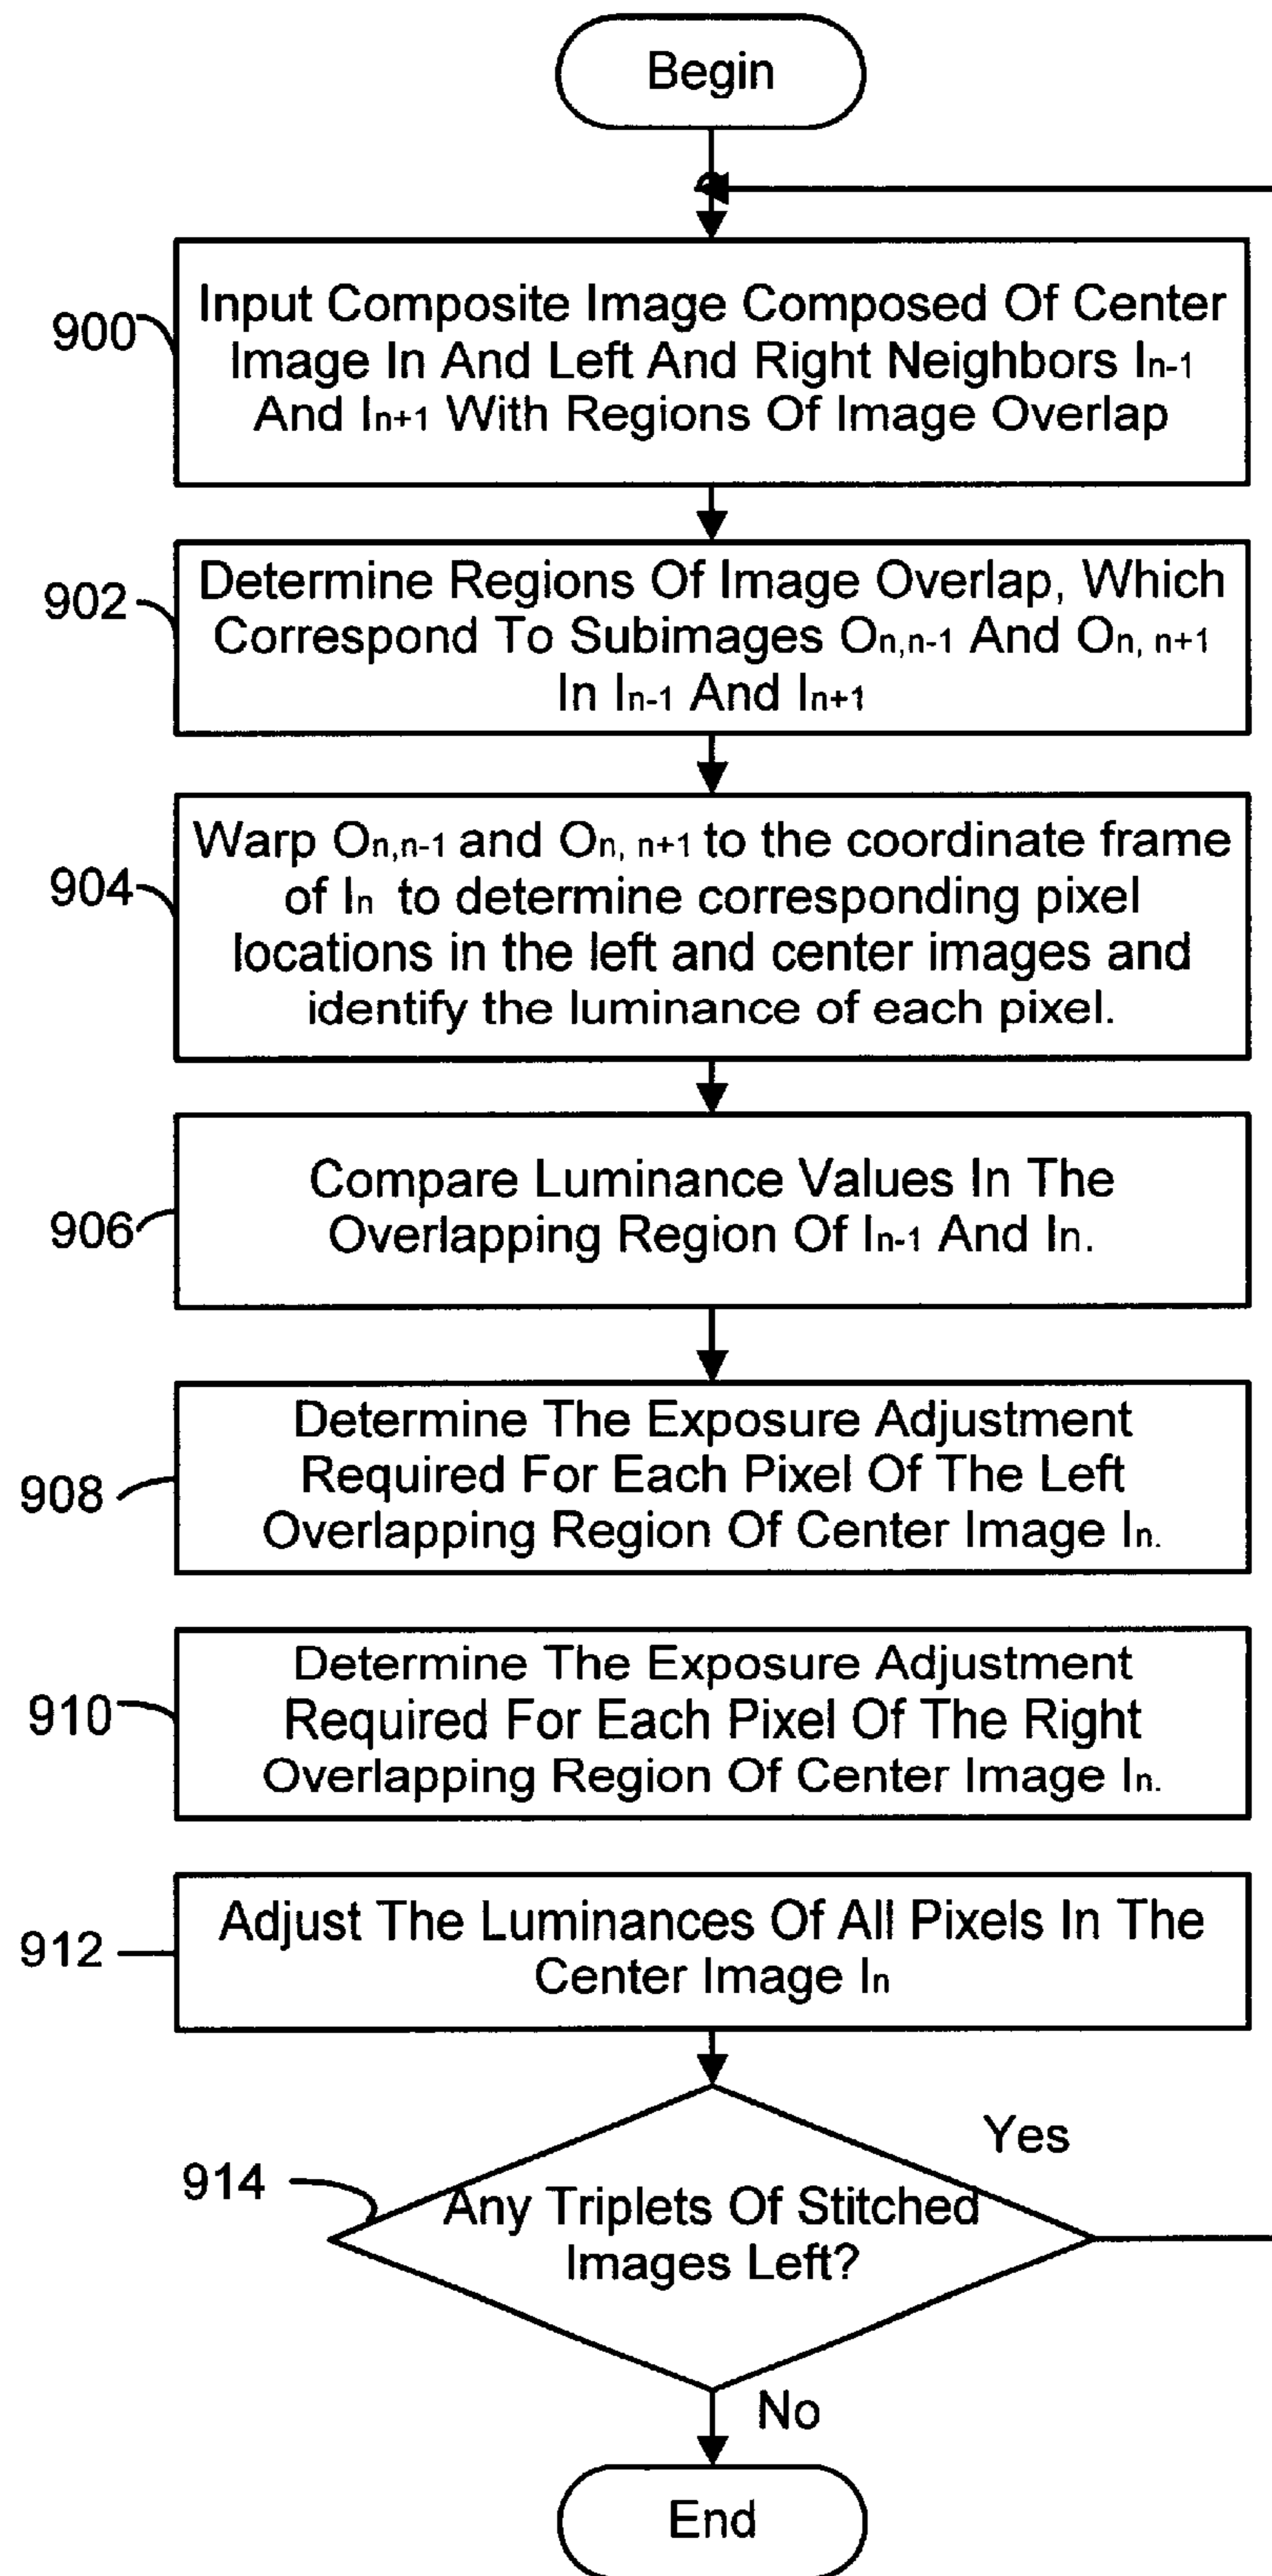 Begin
900
Input Composite Image Composed Of Center
Image In And Left And Right Neighbors In-1
And In+1 With Regions Of Image Overlap
902
Determine Regions Of Image Overlap, Which
Correspond To Subimages On,n-1 And On, n+1
In In-1 And In+1
904
Warp On,n-1 and On, n+1 to the coordinate frame
of In to determine corresponding pixel
locations in the left and center images and
identify the luminance of each pixel.
906
Compare Luminance Values In The
Overlapping Region Of In-1 And In.
908
Determine The Exposure Adjustment
Required For Each Pixel Of The Left
Overlapping Region Of Center Image In.
910
Determine The Exposure Adjustment
Required For Each Pixel Of The Right
Overlapping Region Of Center Image In.
912
Adjust The Luminances Of All Pixels In The
Center Image In
914
Any Triplets Of Stitched
Images Left?
Yes
No
End